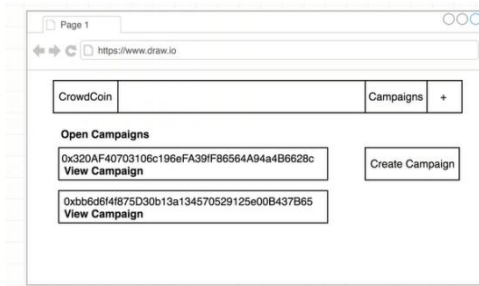 Page 1
https://www.draw.io
CrowdCoin
Campaigns
+
Open Campaigns
0x320AF40703106c196eFA39fF86564A94a4B6628c
View Campaign
Create Campaign
0xbb6d6f4f875D30b13a134570529125e00B437B65
View Campaign